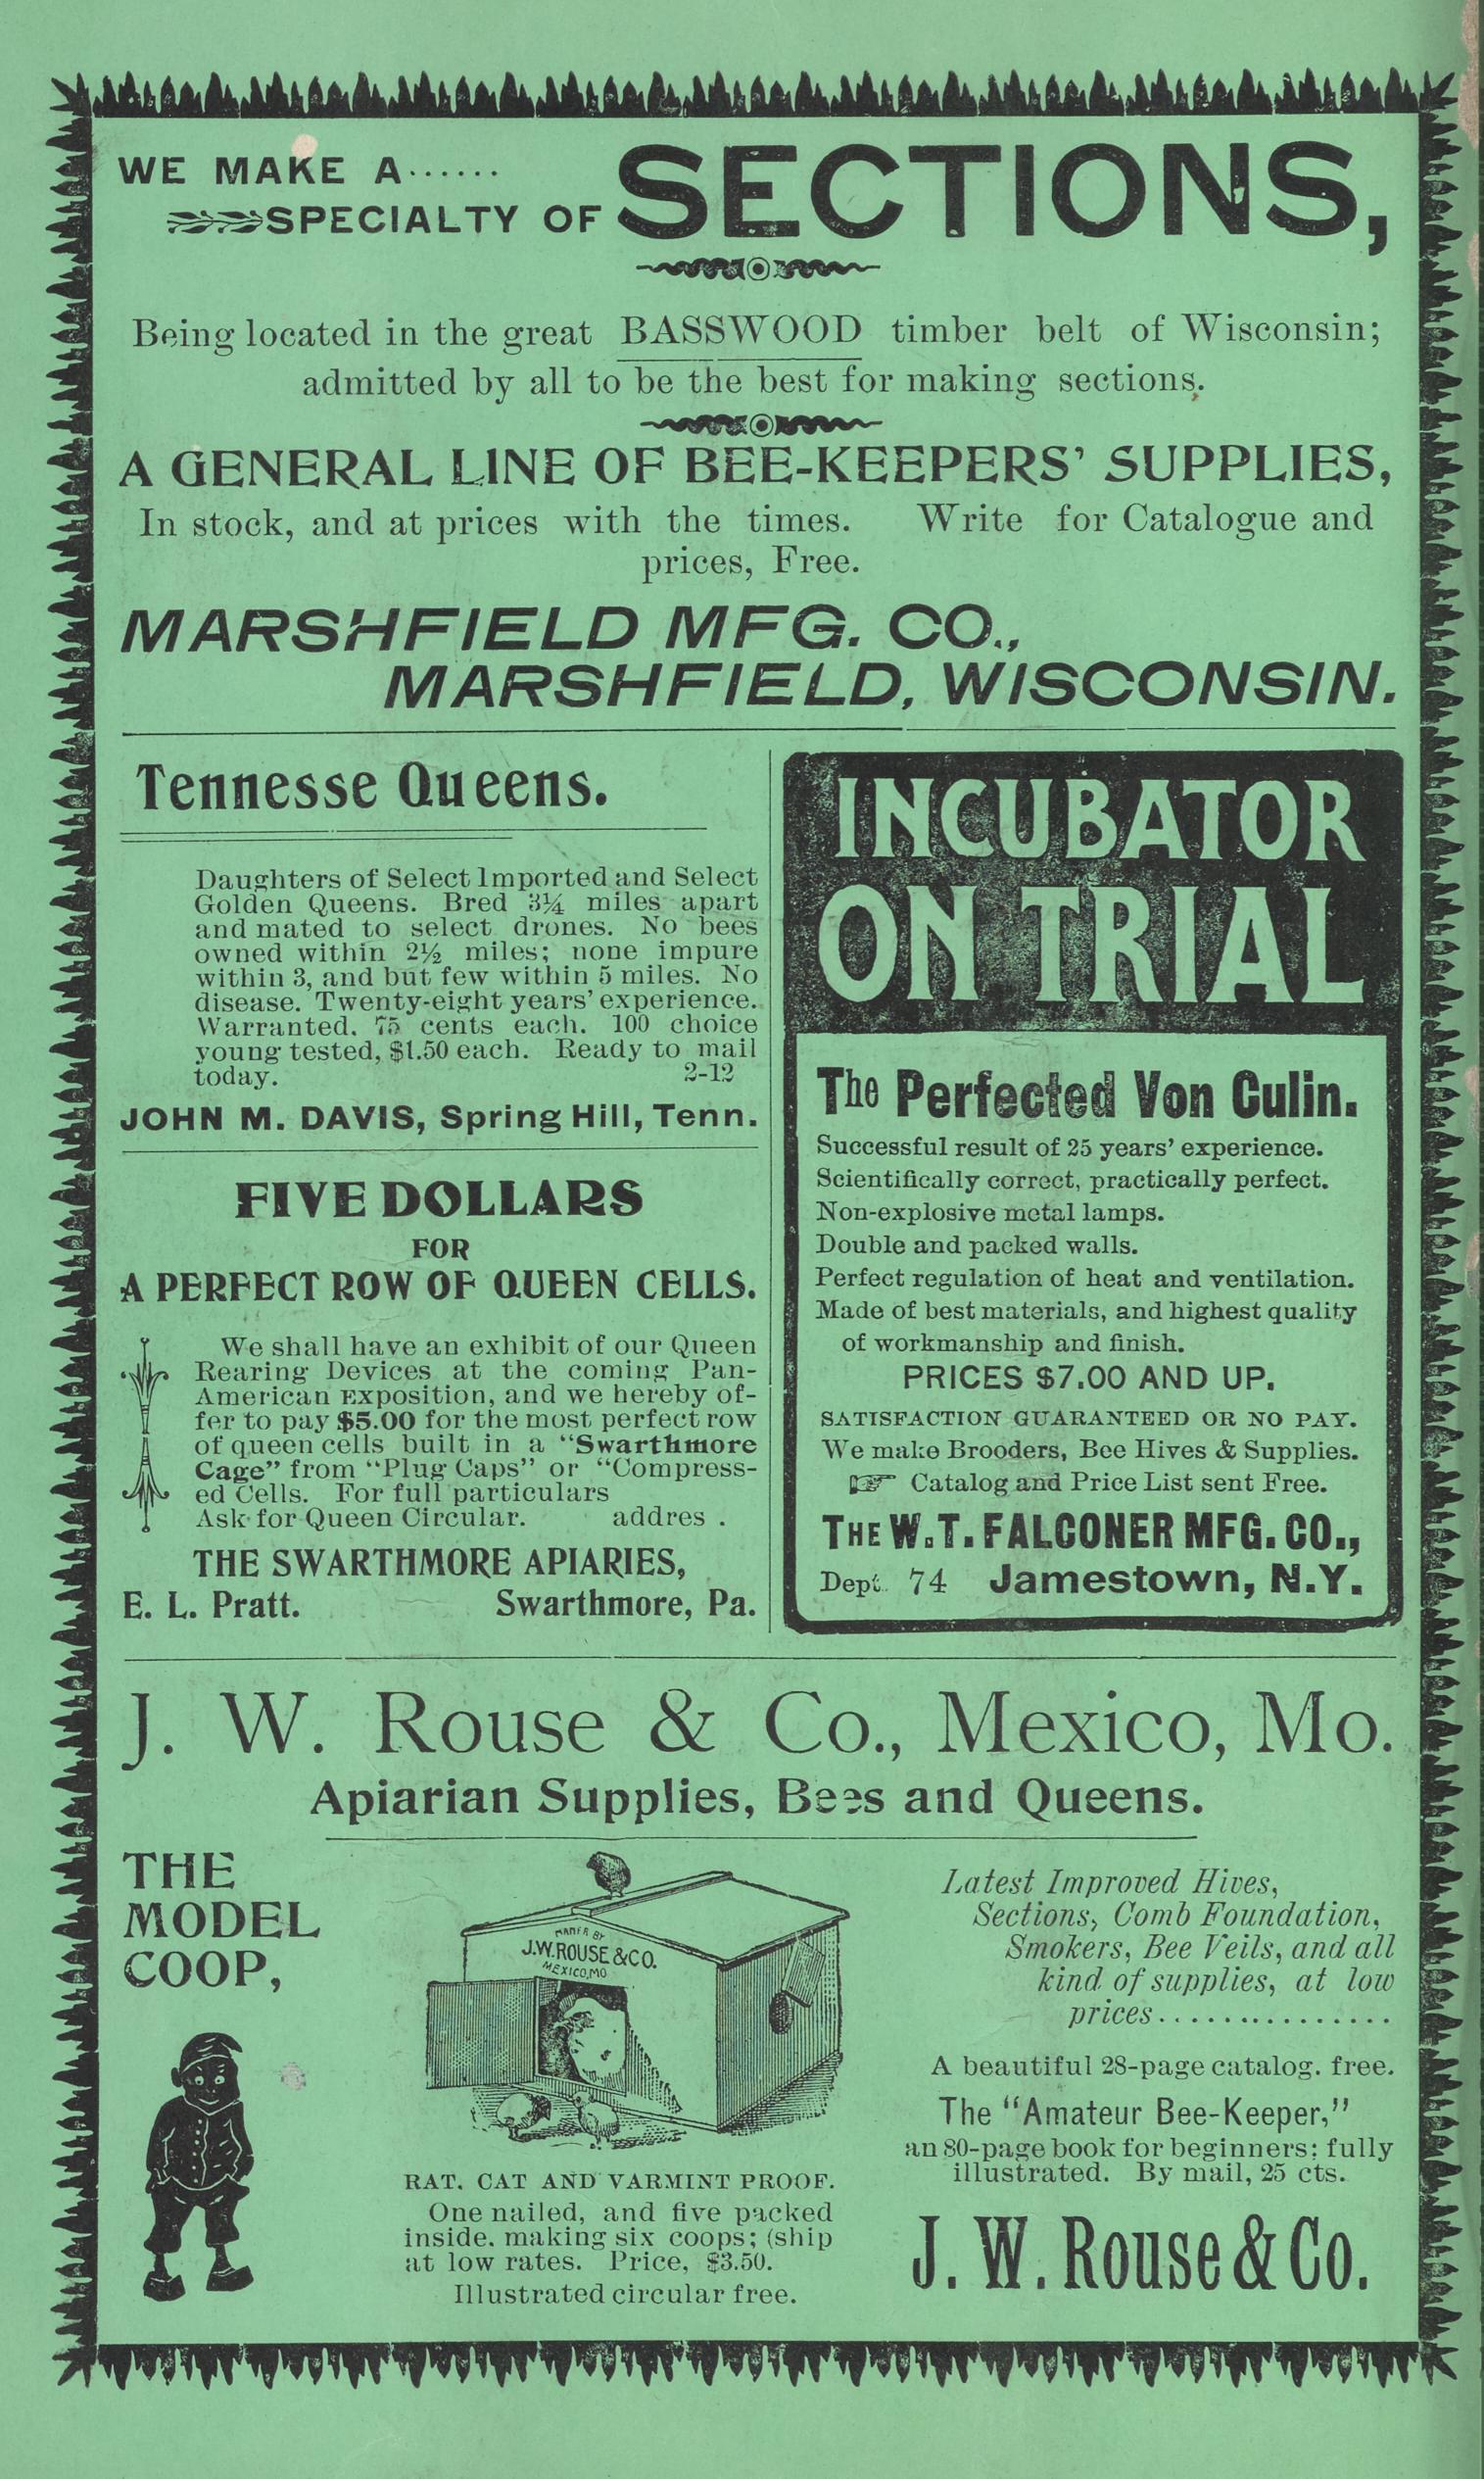 WE MAKE A......
SPECIALTY OF SECTIONS,
Being located in the great BASSWOOD timber belt of Wisconsin;
admitted by all to be the best for making sections.
A GENERAL LINE OF BEE-KEEPERS' SUPPLIES,
In stock, and at prices with the times. Write for Catalogue and
prices, Free.
MARSHFIELD MFG. CO.,
MARSHFIELD, WISCONSIN.
Tennesse Queens.
Daughters of Select Imported and Select
Golden Queens. Bred 3¼ miles apart
and mated to select drones. No bees
owned within 2½ miles; none impure
within 3, and but few within 5 miles. No
disease. Twenty-eight years' experience.
Warranted. 75 cents each. 100 choice
young tested, $1.50 each. Ready to mail
today. 2-12
JOHN M. DAVIS, Spring Hill, Tenn.
FIVE DOLLARS
FOR
A PERFECT ROW OF QUEEN CELLS.
We shall have an exhibit of our Queen
Rearing Devices at the coming Pan-
American Exposition, and we hereby of-
fer to pay $5.00 for the most perfect row
of queen cells built in a "Swarthmore
Cage" from "Plug Caps" or "Compress-
ed Cells. For full particulars
Ask for Queen Circular. addres .
THE SWARTHMORE APIARIES,
E. L. Pratt. Swarthmore, Pa.
INCUBATOR
ON TRIAL
The Perfected Von Culin.
Successful result of 25 years' experience.
Scientifically correct, practically perfect.
Non-explosive metal lamps.
Double and packed walls.
Perfect regulation of heat and ventilation.
Made of best materials, and highest quality
of workmanship and finish.
PRICES $7.00 AND UP.
SATISFACTION GUARANTEED OR NO PAY.
We make Brooders, Bee Hives & Supplies.
☞ Catalog and Price List sent Free.
THE W. T. FALCONER MFG. CO.,
Dept. 74 Jamestown, N.Y.
J. W. Rouse & Co., Mexico, Mo.
Apiarian Supplies, Bees and Queens.
THE
MODEL
COOP,
MANFR BY
J.W.ROUSE & CO.
MEXICO, MO
RAT, CAT AND VARMINT PROOF.
One nailed, and five packed
inside. making six coops; (ship
at low rates. Price, $3.50.
Illustrated circular free.
Latest Improved Hives,
Sections, Comb Foundation,
Smokers, Bee Veils, and all
kind of supplies, at low
prices...............
A beautiful 28-page catalog. free.
The "Amateur Bee-Keeper,"
an 80-page book for beginners; fully
illustrated. By mail, 25 cts.
J. W. Rouse & Co.